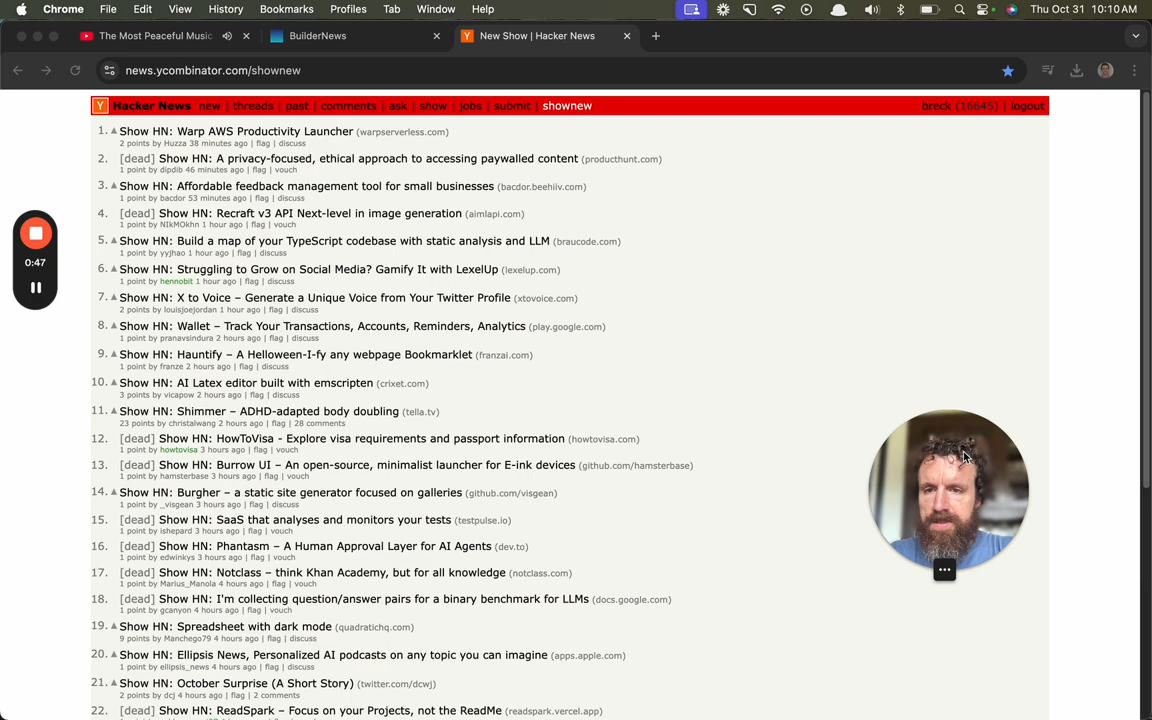 Chrome File Edit View History Bookmarks Profiles Tab Window Help Thu Oct 31 10:10 AM
The Most Peaceful Music BuilderNews New Show | Hacker News
news.ycombinator.com/shownew
Y Hacker News new | threads | past | comments | ask | show | jobs | submit | shownew breck (16645) | logout
1. Show HN: Warp AWS Productivity Launcher (warpserverless.com)
2 points by Huzza 38 minutes ago | flag | discuss
2. [dead] Show HN: A privacy-focused, ethical approach to accessing paywalled content (producthunt.com)
1 point by dipdib 46 minutes ago | flag | vouch
3. Show HN: Affordable feedback management tool for small businesses (bacdor.beehiiv.com)
1 point by bacdor 53 minutes ago | flag | discuss
4. [dead] Show HN: Recraft v3 API Next-level in image generation (aimlapi.com)
1 point by NIkMOkhn 1 hour ago | flag | vouch
5. Show HN: Build a map of your TypeScript codebase with static analysis and LLM (braucode.com)
1 point by yyjhao 1 hour ago | flag | discuss
0:47
6. Show HN: Struggling to Grow on Social Media? Gamify It with LexelUp (lexelup.com)
1 point by hennobit 1 hour ago | flag | discuss
7. Show HN: X to Voice – Generate a Unique Voice from Your Twitter Profile (xtovoice.com)
2 points by louisjoejordan 1 hour ago | flag | discuss
8. Show HN: Wallet – Track Your Transactions, Accounts, Reminders, Analytics (play.google.com)
1 point by pranavsindura 2 hours ago | flag | discuss
9. Show HN: Hauntify – A Helloween-I-fy any webpage Bookmarklet (franzai.com)
1 point by franze 2 hours ago | flag | discuss
10. Show HN: AI Latex editor built with emscripten (crixet.com)
3 points by vicapow 2 hours ago | flag | discuss
11. Show HN: Shimmer – ADHD-adapted body doubling (tella.tv)
23 points by christalwang 2 hours ago | flag | 28 comments
12. [dead] Show HN: HowToVisa - Explore visa requirements and passport information (howtovisa.com)
1 point by howtovisa 3 hours ago | flag | vouch
13. [dead] Show HN: Burrow UI – An open-source, minimalist launcher for E-ink devices (github.com/hamsterbase)
1 point by hamsterbase 3 hours ago | flag | vouch
14. Show HN: Burgher – a static site generator focused on galleries (github.com/visgean)
1 point by _visgean 3 hours ago | flag | discuss
15. [dead] Show HN: SaaS that analyses and monitors your tests (testpulse.io)
1 point by ishepard 3 hours ago | flag | vouch
16. [dead] Show HN: Phantasm – A Human Approval Layer for AI Agents (dev.to)
1 point by edwinkys 3 hours ago | flag | vouch
17. [dead] Show HN: Notclass – think Khan Academy, but for all knowledge (notclass.com)
1 point by Marius_Manola 4 hours ago | flag | vouch
18. [dead] Show HN: I'm collecting question/answer pairs for a binary benchmark for LLMs (docs.google.com)
1 point by gcanyon 4 hours ago | flag | vouch
19. Show HN: Spreadsheet with dark mode (quadratichq.com)
9 points by Manchego79 4 hours ago | flag | discuss
20. Show HN: Ellipsis News, Personalized AI podcasts on any topic you can imagine (apps.apple.com)
1 point by ellipsis_news 4 hours ago | flag | discuss
21. Show HN: October Surprise (A Short Story) (twitter.com/dcwj)
2 points by dcj 4 hours ago | flag | 2 comments
22. [dead] Show HN: ReadSpark – Focus on your Projects, not the ReadMe (readspark.vercel.app)